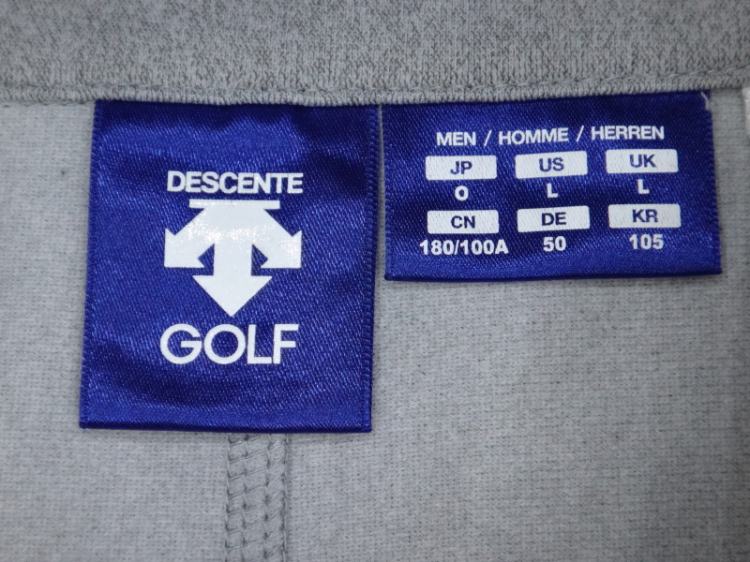 DESCENTE
GOLF
MEN / HOMME / HERREN
JP US UK
O L L
CN DE KR
180/100A 50 105